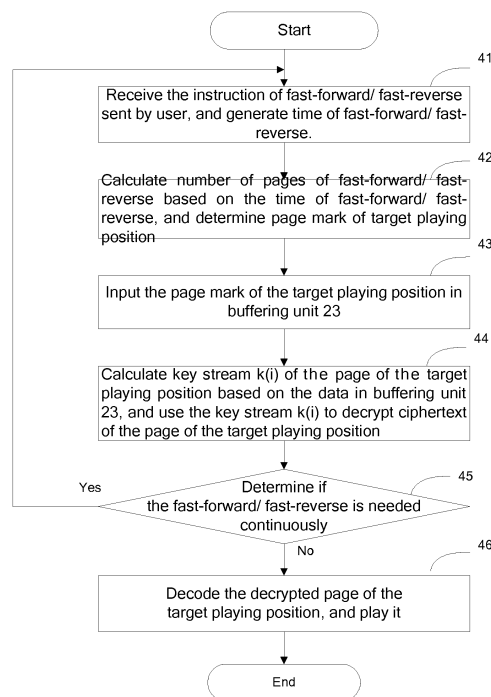 Start
41
Receive the instruction of fast-forward/ fast-reverse
sent by user, and generate time of fast-forward/ fast-
reverse.
42
Calculate number of pages of fast-forward/ fast-
reverse based on the time of fast-forward/ fast-
reverse, and determine page mark of target playing
position
43
Input the page mark of the target playing position in
buffering unit 23
44
Calculate key stream k(i) of the page of the target
playing position based on the data in buffering unit
23, and use the key stream k(i) to decrypt ciphertext
of the page of the target playing position
45
Yes
Determine if
the fast-forward/ fast-reverse is needed
continuously
No
46
Decode the decrypted page of the
target playing position, and play it
End